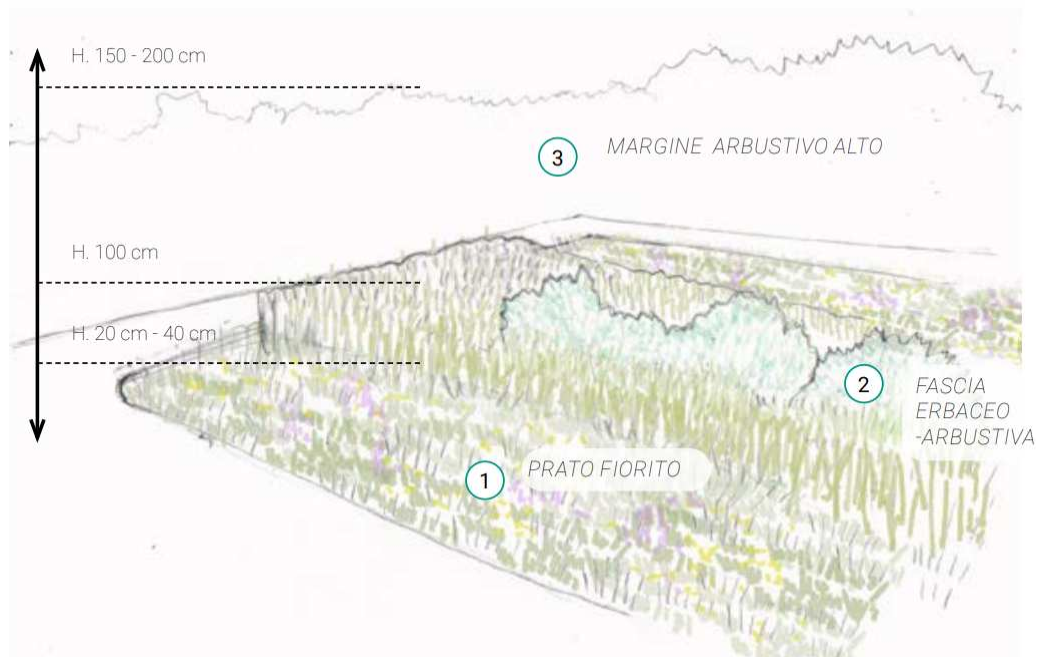 H. 150 - 200 cm
3
MARGINE ARBUSTIVO ALTO
H. 100 cm
H. 20 cm - 40 cm
2
FASCIA
ERBACEO
-ARBUSTIVA
1
PRATO FIORITO